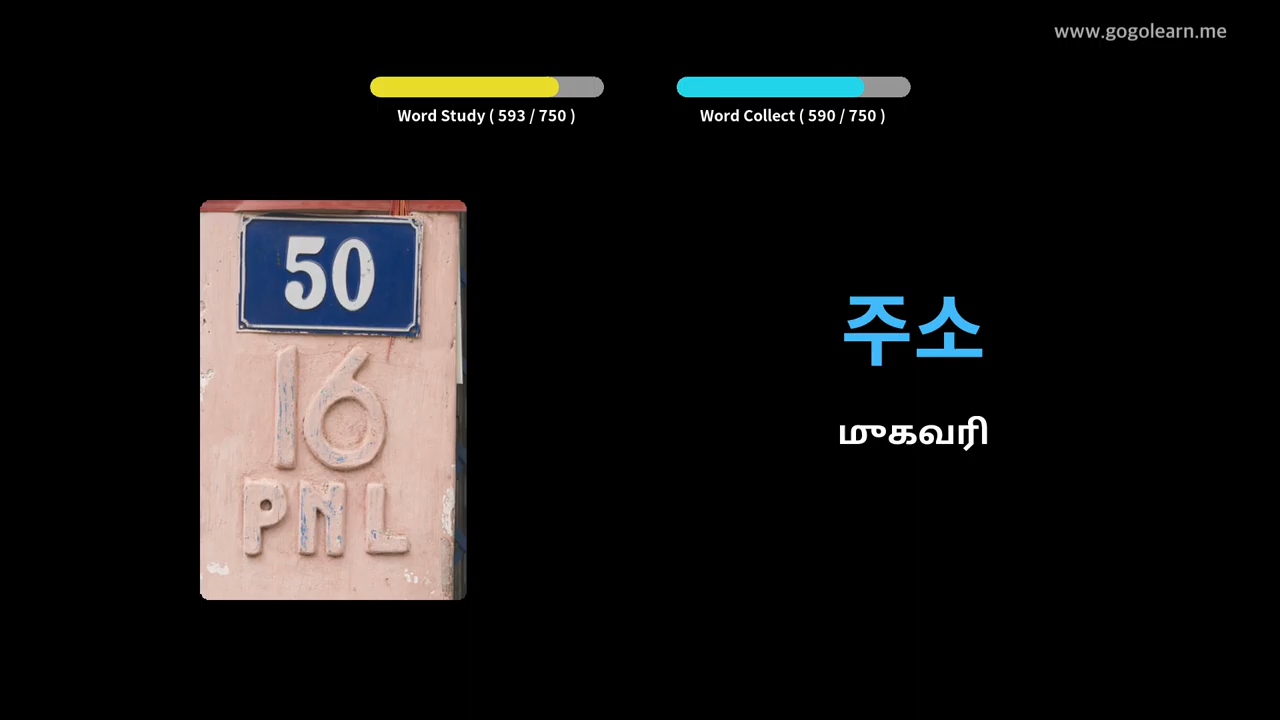 www.gogolearn.me
Word Study ( 593 / 750 )
Word Collect ( 590 / 750 )
50
16
PML
주소
முகவரி